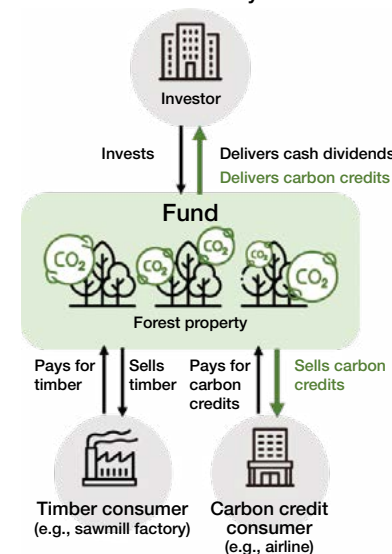 Investor
Invests
Delivers cash dividends
Delivers carbon credits
Fund
CO2
CO2
CO2
CO2
CO2
Forest property
Pays for
timber
Sells
timber
Pays for
carbon
credits
Sells carbon
credits
Timber consumer
(e.g., sawmill factory)
Carbon credit
consumer
(e.g., airline)